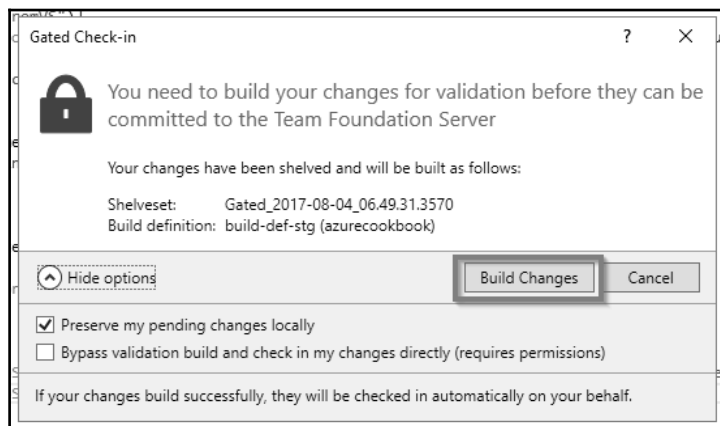 Gated Check-in ?
You need to build your changes for validation before they can be
committed to the Team Foundation Server
Your changes have been shelved and will be built as follows:
Shelveset: Gated_2017-08-04_06.49.31.3570
Build definition: build-def-stg (azurecookbook)
Hide options
Build Changes Cancel
Preserve my pending changes locally
Bypass validation build and check in my changes directly (requires permissions)
If your changes build successfully, they will be checked in automatically on your behalf.